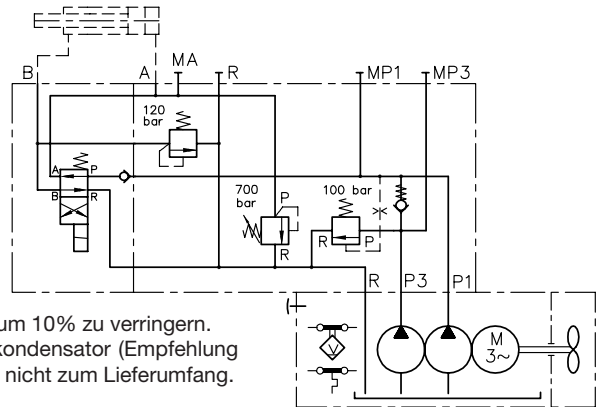 B A MA R MP1 MP3
120
bar
A P
B R
700
bar
P
R
100 bar
R P
R P3 P1
M
3~
V
um 10% zu verringern.
kondensator (Empfehlung
nicht zum Lieferumfang.